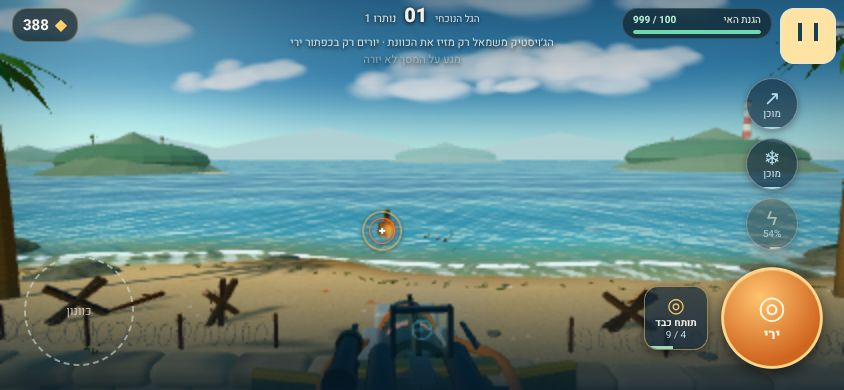 388
הגל הנוכחי 01 נותרו 1
הג׳ויסטיק משמאל רק מזיז את הכוונת · יורים רק בכפתור ירי
מגע על המסך לא יורה
הגנת האי 999 / 100
מוכן
מוכן
54%
כוונון
תותח כבד
9 / 4
ירי